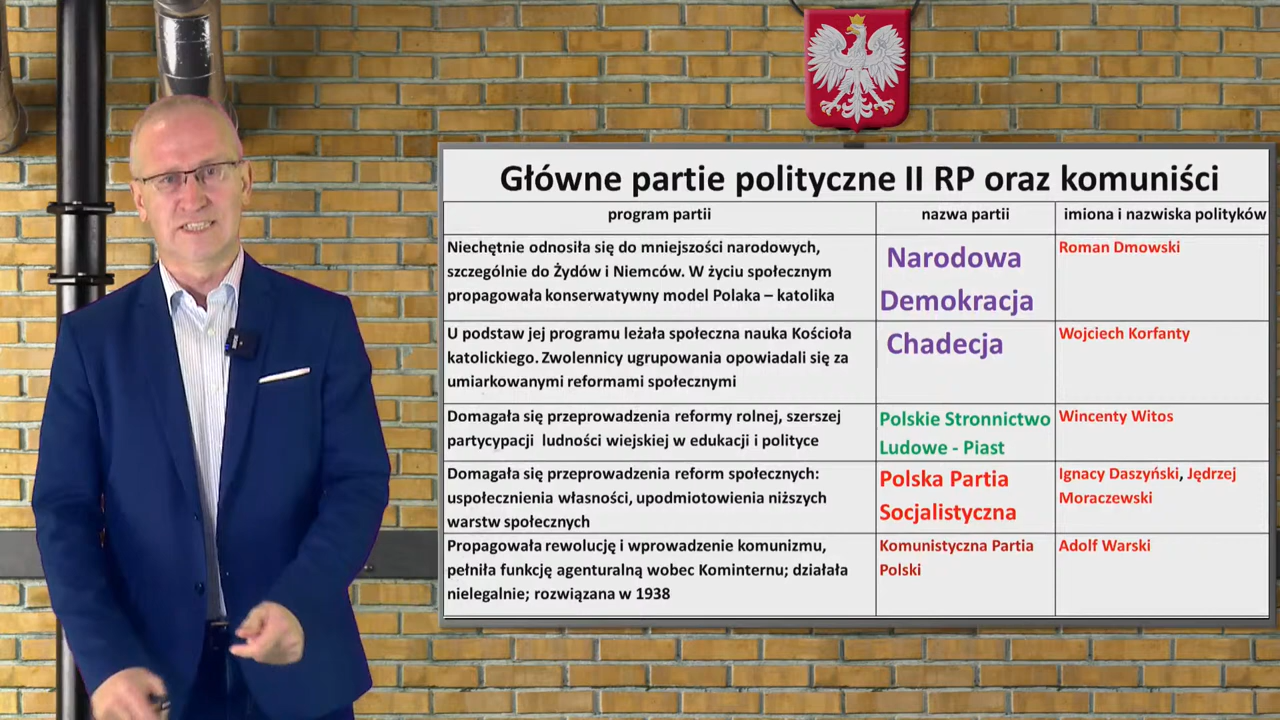 Główne partie polityczne II RP oraz komuniści
program partii
nazwa partii
imiona i nazwiska polityków
Niechętnie odnosiła się do mniejszości narodowych,
szczególnie do Żydów i Niemców. W życiu społecznym
propagowała konserwatywny model Polaka – katolika
Narodowa
Demokracja
Roman Dmowski
U podstaw jej programu leżała społeczna nauka Kościoła
katolickiego. Zwolennicy ugrupowania opowiadali się za
umiarkowanymi reformami społecznymi
Chadecja
Wojciech Korfanty
Domagała się przeprowadzenia reformy rolnej, szerszej
partycypacji ludności wiejskiej w edukacji i polityce
Polskie Stronnictwo
Ludowe - Piast
Wincenty Witos
Domagała się przeprowadzenia reform społecznych:
uspołecznienia własności, upodmiotowienia niższych
warstw społecznych
Polska Partia
Socjalistyczna
Ignacy Daszyński, Jędrzej
Moraczewski
Propagowała rewolucję i wprowadzenie komunizmu,
pełniła funkcję agenturalną wobec Kominternu; działała
nielegalnie; rozwiązana w 1938
Komunistyczna Partia
Polski
Adolf Warski